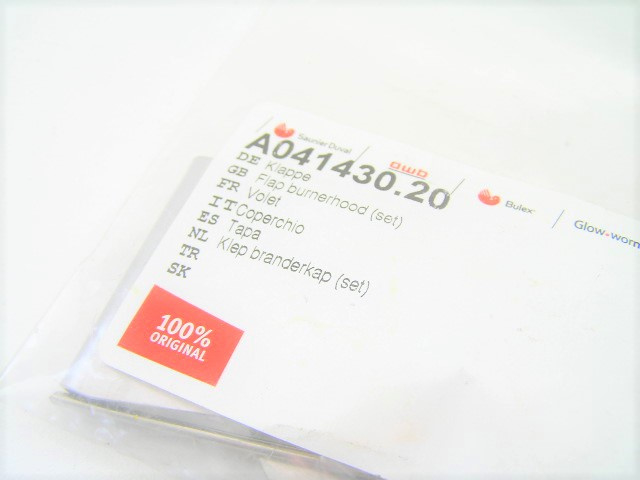 Saunier Duval / AWB / Bulex / Glow-worm
A041430.20
DE Klappe
GB Flap burnerhood (set)
FR Volet
IT Coperchio
ES Tapa
NL Klep branderkap (set)
TR
SK
100%
ORIGINAL